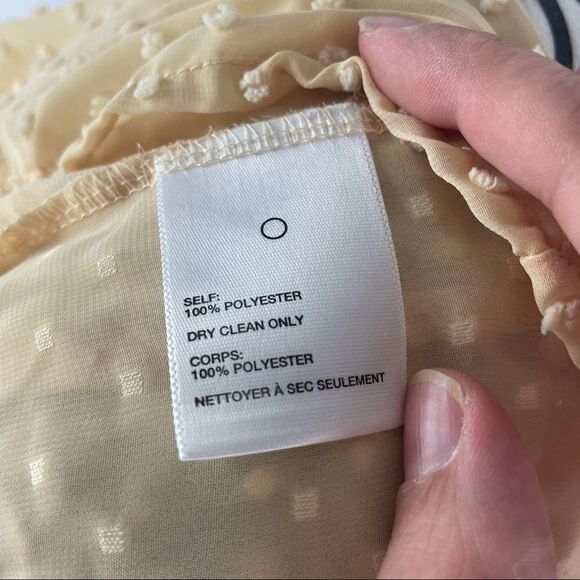 SELF:
100% POLYESTER
DRY CLEAN ONLY
CORPS:
100% POLYESTER
NETTOYER À SEC SEULEMENT